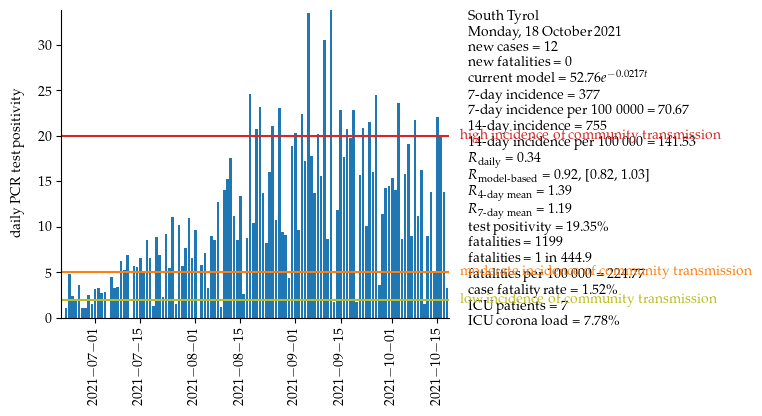 South Tyrol
Monday, 18 October 2021
new cases = 12
new fatalities = 0
current model = 52.76e^{−0.0217t}
7-day incidence = 377
7-day incidence per 100 0000 = 70.67
14-day incidence = 755
high incidence of community transmission
14-day incidence per 100 000 = 141.53
R_daily = 0.34
R_model-based = 0.92, [0.82, 1.03]
R_4-day mean = 1.39
R_7-day mean = 1.19
test positivity = 19.35%
fatalities = 1199
fatalities = 1 in 444.9
moderate incidence of community transmission
fatalities per 100 000 = 224.77
case fatality rate = 1.52%
low incidence of community transmission
ICU patients = 7
ICU corona load = 7.78%
daily PCR test positivity
30
25
20
15
10
5
0
2021−07−01
2021−07−15
2021−08−01
2021−08−15
2021−09−01
2021−09−15
2021−10−01
2021−10−15